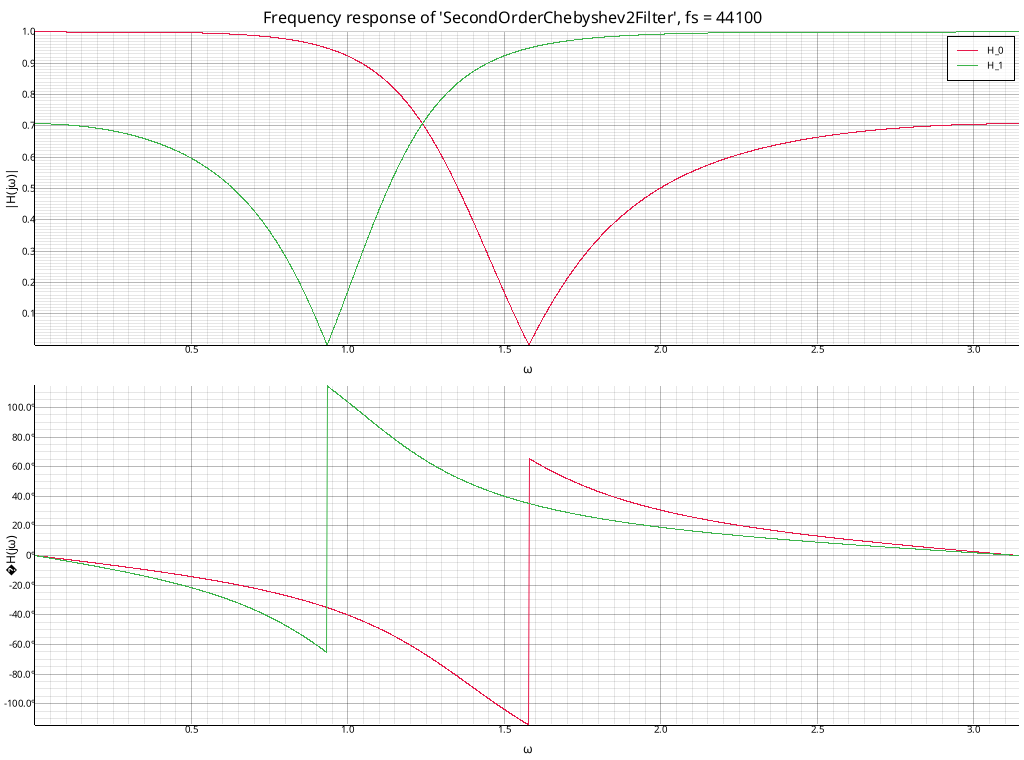 Frequency response of 'SecondOrderChebyshev2Filter', fs = 44100
H_0
H_1
|H(jω)|
1.0
0.9
0.8
0.7
0.6
0.5
0.4
0.3
0.2
0.1
0.5 1.0 1.5 2.0 2.5 3.0
ω
�H(jω)
100.0°
80.0°
60.0°
40.0°
20.0°
0°
-20.0°
-40.0°
-60.0°
-80.0°
-100.0°
0.5 1.0 1.5 2.0 2.5 3.0
ω